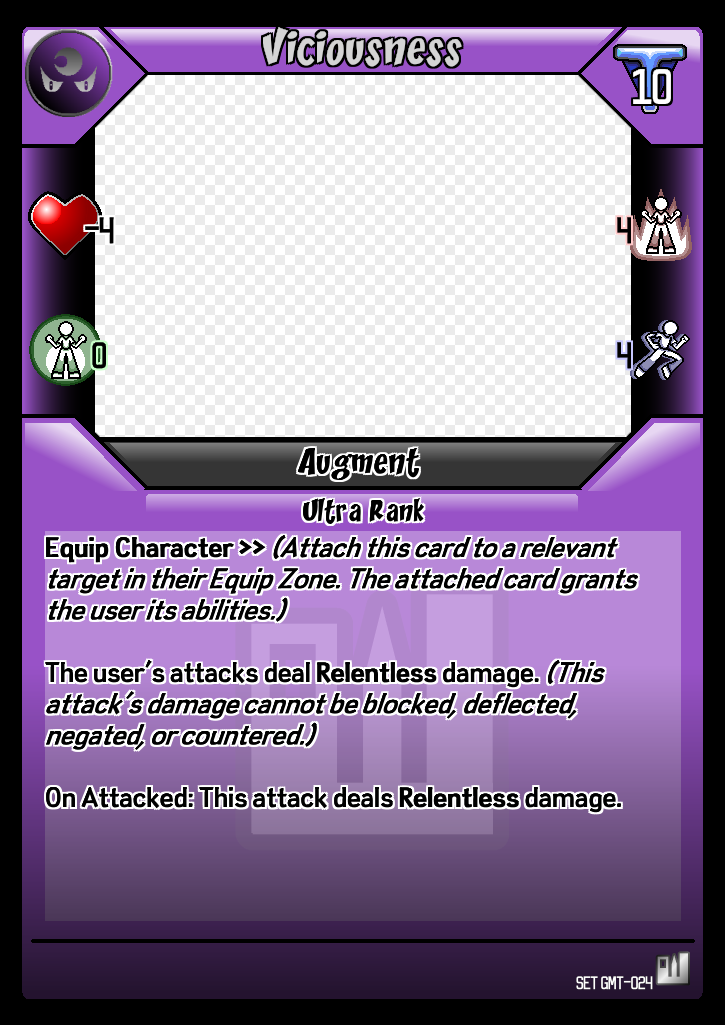 Viciousness
10
-4
4
0
4
Augment
Ultra Rank
Equip Character >> (Attach this card to a relevant
target in their Equip Zone. The attached card grants
the user its abilities.)
The user's attacks deal Relentless damage. (This
attack's damage cannot be blocked, deflected,
negated, or countered.)
On Attacked: This attack deals Relentless damage.
SET GMT-024